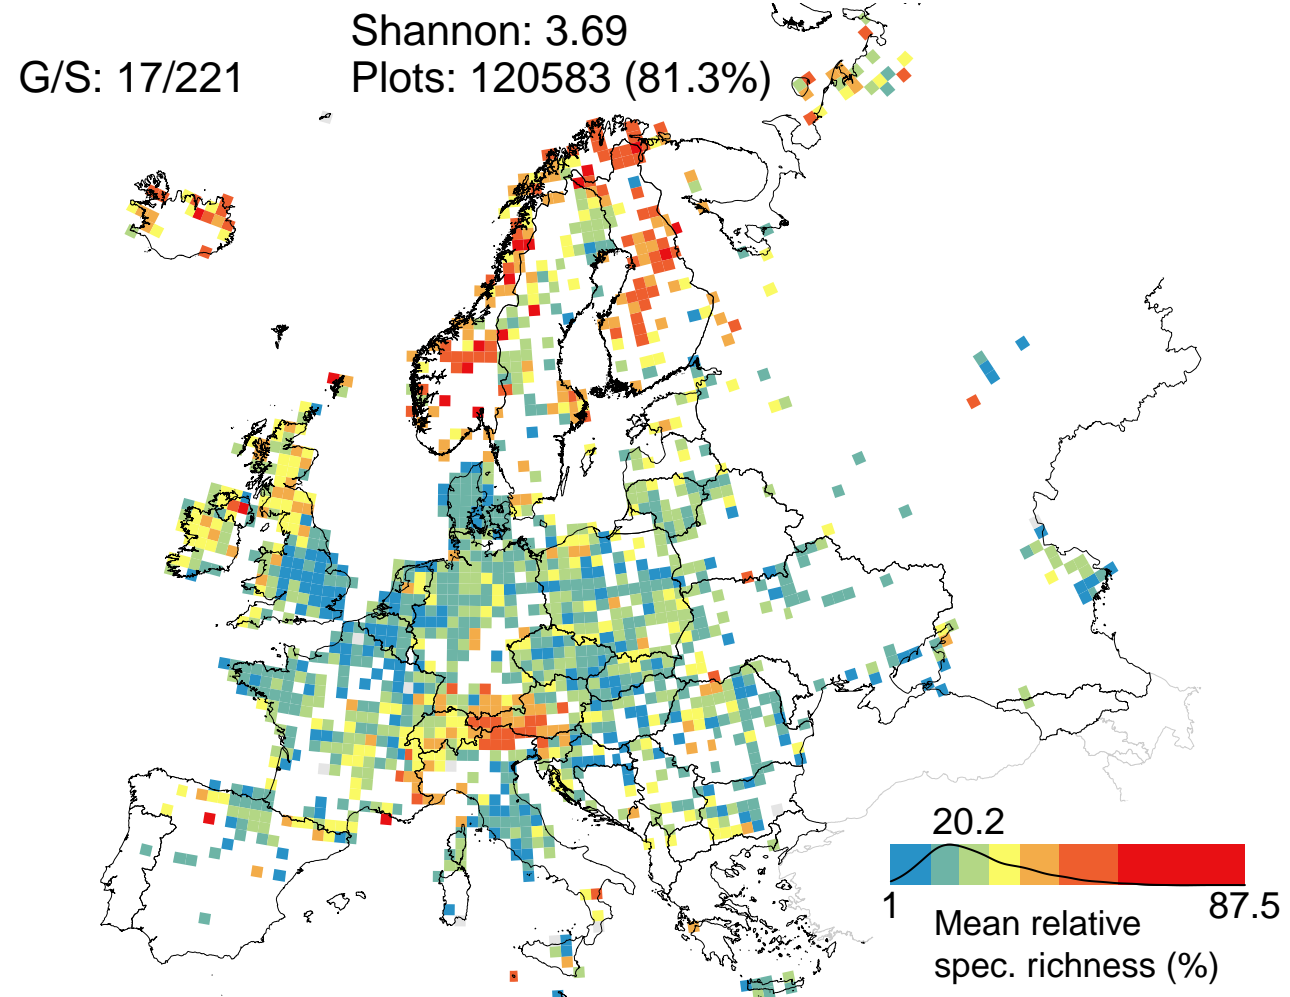 Shannon: 3.69
G/S: 17/221
Plots: 120583 (81.3%)
20.2
1
87.5
Mean relative
spec. richness (%)